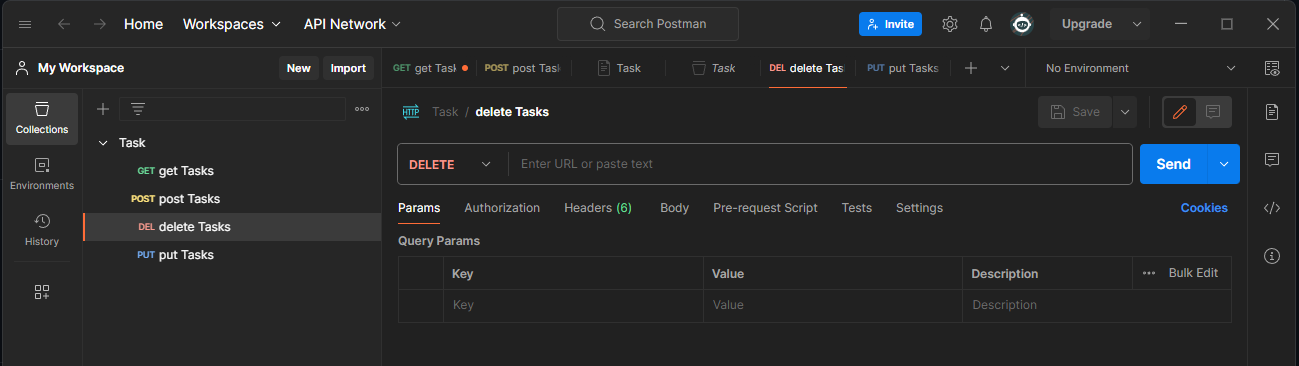 Home Workspaces API Network Search Postman Invite Upgrade
My Workspace New Import
GET get Task POST post Task Task Task DEL delete Tas PUT put Tasks No Environment
Collections
Environments
History
Task
GET get Tasks
POST post Tasks
DEL delete Tasks
PUT put Tasks
HTTP Task / delete Tasks Save
DELETE Enter URL or paste text Send
Params Authorization Headers (6) Body Pre-request Script Tests Settings Cookies
Query Params
Key Value Description Bulk Edit
Key Value Description